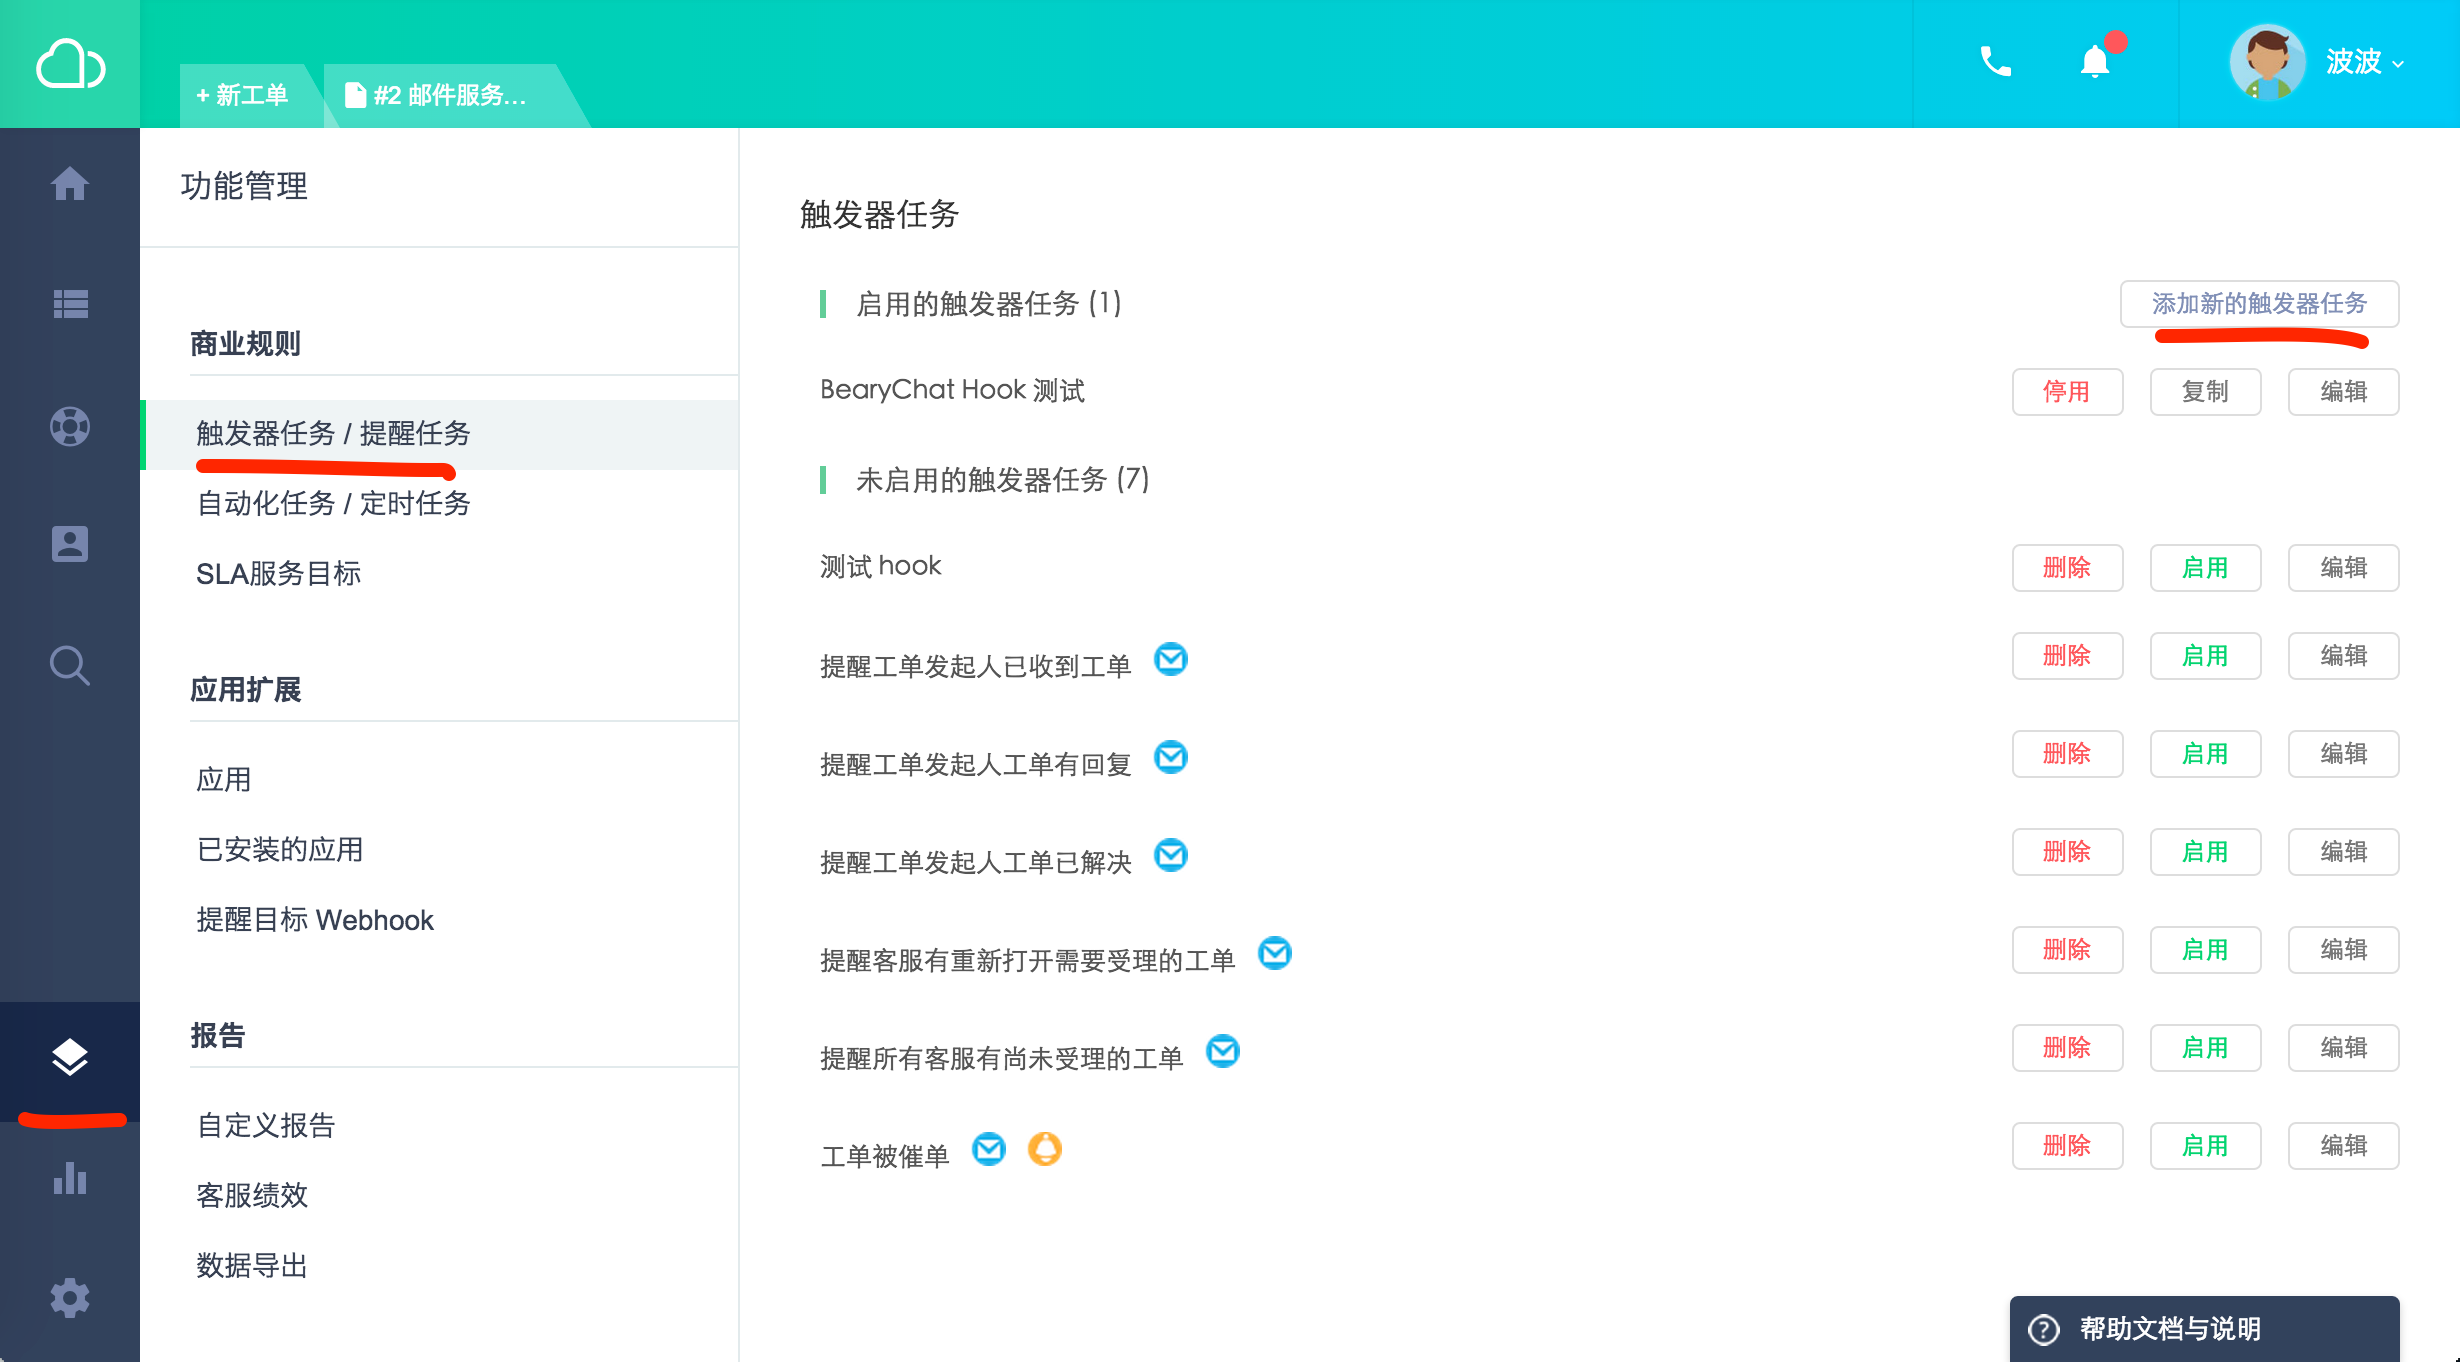 + 新工单
#2 邮件服务...
波波
功能管理
商业规则
触发器任务 / 提醒任务
自动化任务 / 定时任务
SLA服务目标
应用扩展
应用
已安装的应用
提醒目标 Webhook
报告
自定义报告
客服绩效
数据导出
触发器任务
启用的触发器任务 (1)
添加新的触发器任务
BearyChat Hook 测试
停用 复制 编辑
未启用的触发器任务 (7)
测试 hook
删除 启用 编辑
提醒工单发起人已收到工单
删除 启用 编辑
提醒工单发起人工单有回复
删除 启用 编辑
提醒工单发起人工单已解决
删除 启用 编辑
提醒客服有重新打开需要受理的工单
删除 启用 编辑
提醒所有客服有尚未受理的工单
删除 启用 编辑
工单被催单
删除 启用 编辑
帮助文档与说明